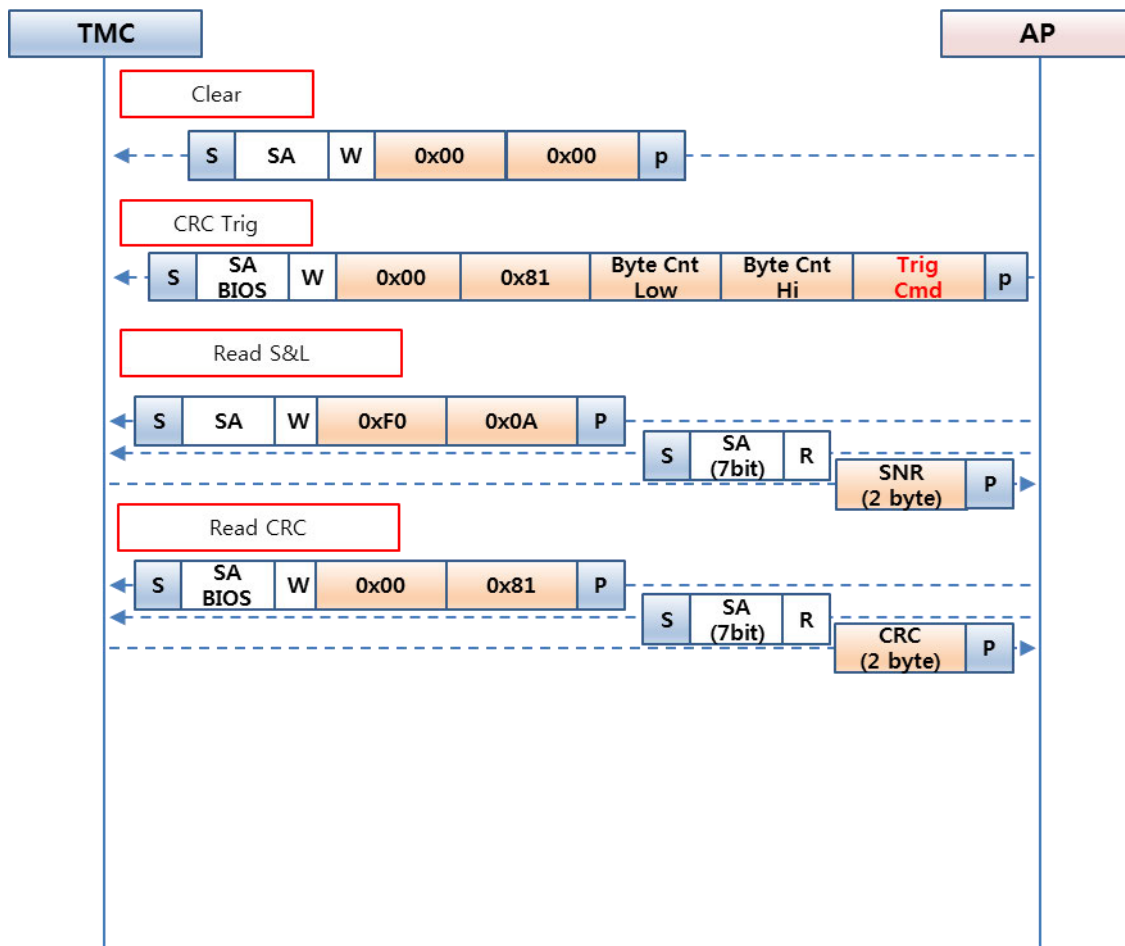 TMC
AP
Clear
S SA W 0x00 0x00 p
CRC Trig
S SA BIOS W 0x00 0x81 Byte Cnt Low Byte Cnt Hi Trig Cmd p
Read S&L
S SA W 0xF0 0x0A P
S SA (7bit) R
SNR (2 byte) P
Read CRC
S SA BIOS W 0x00 0x81 P
S SA (7bit) R
CRC (2 byte) P